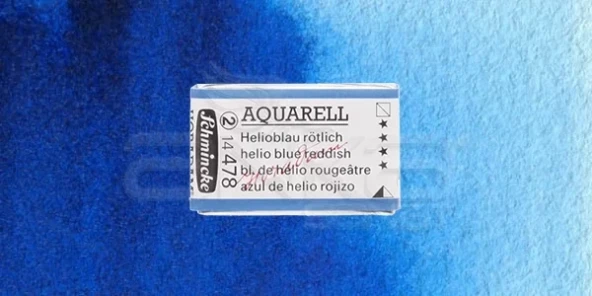 AQUARELL
Helioblau rötlich
helio blue reddish
bl. de hélio rougeâtre
azul de helio rojizo
Schmincke
2 14 478